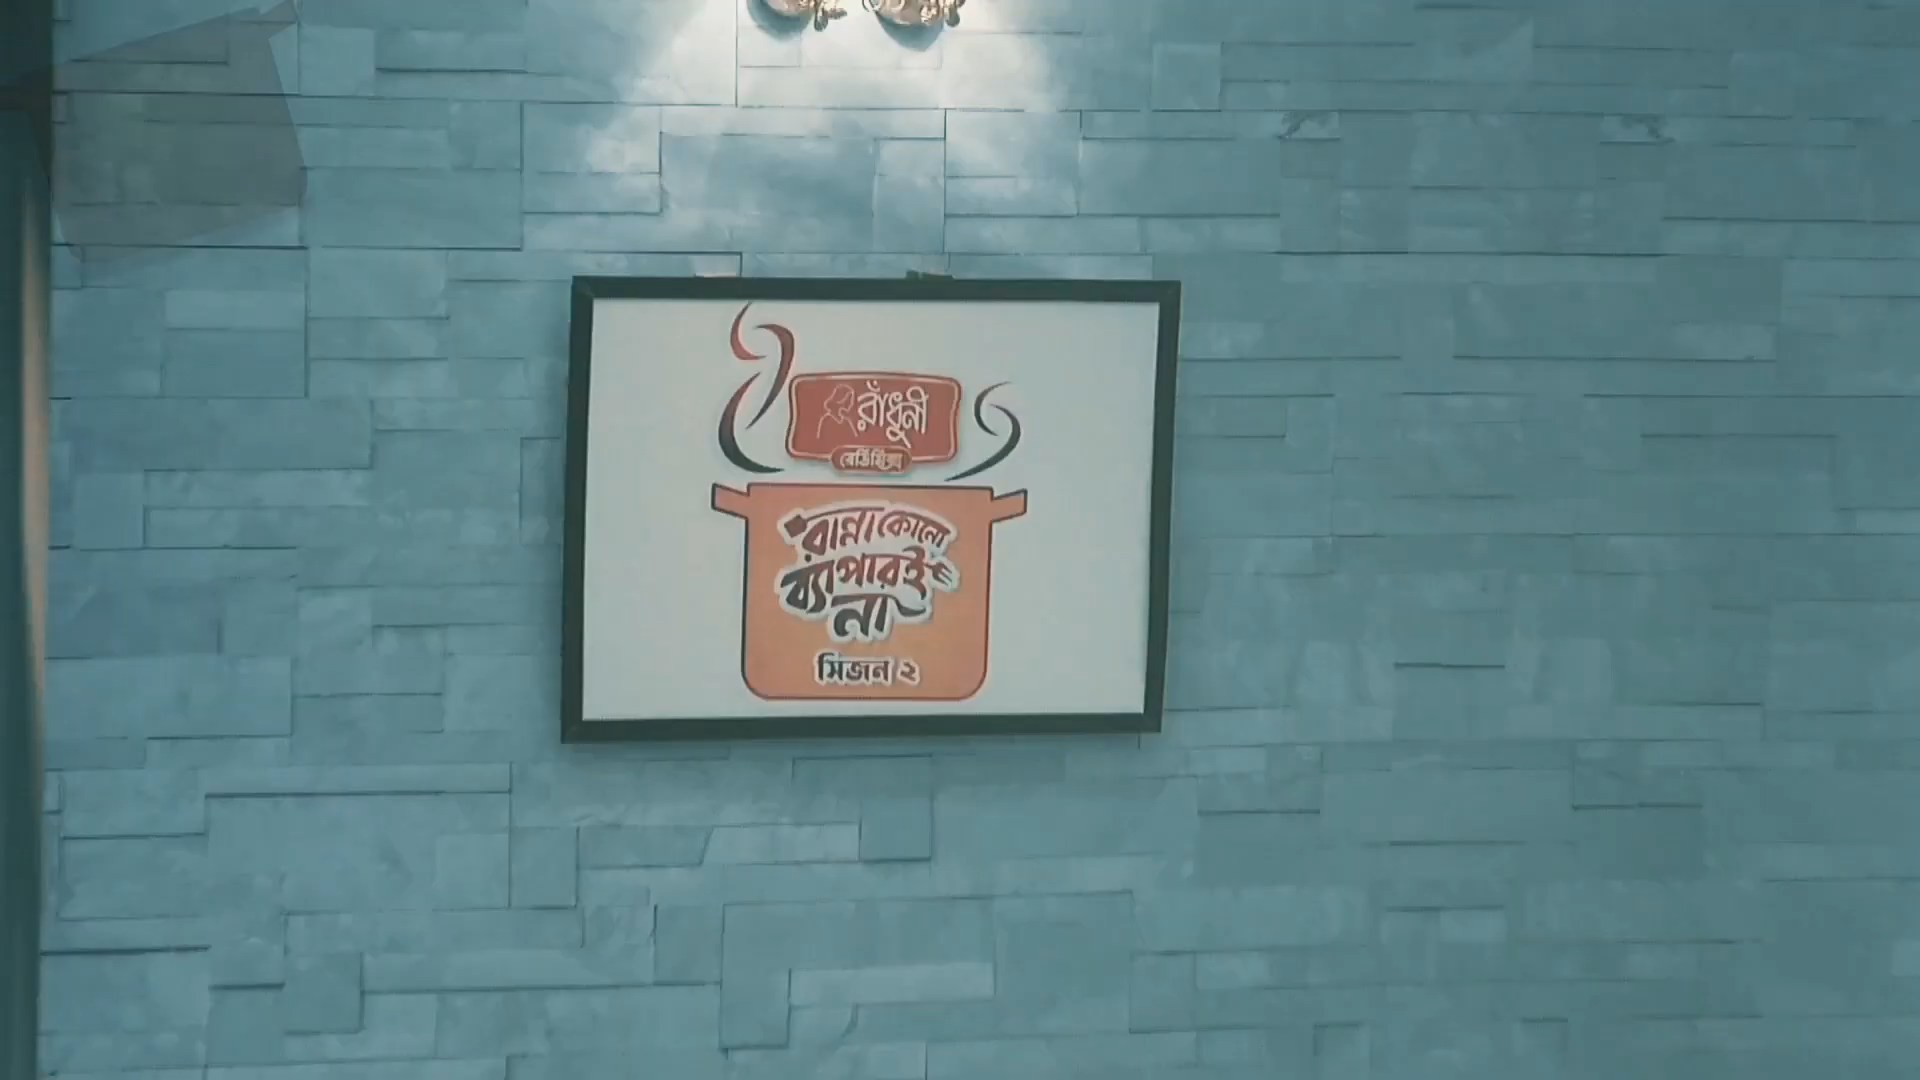 রাঁধুনী
রেডিমিক্স
রান্না কোনো
ব্যাপারই
না
সিজন ২